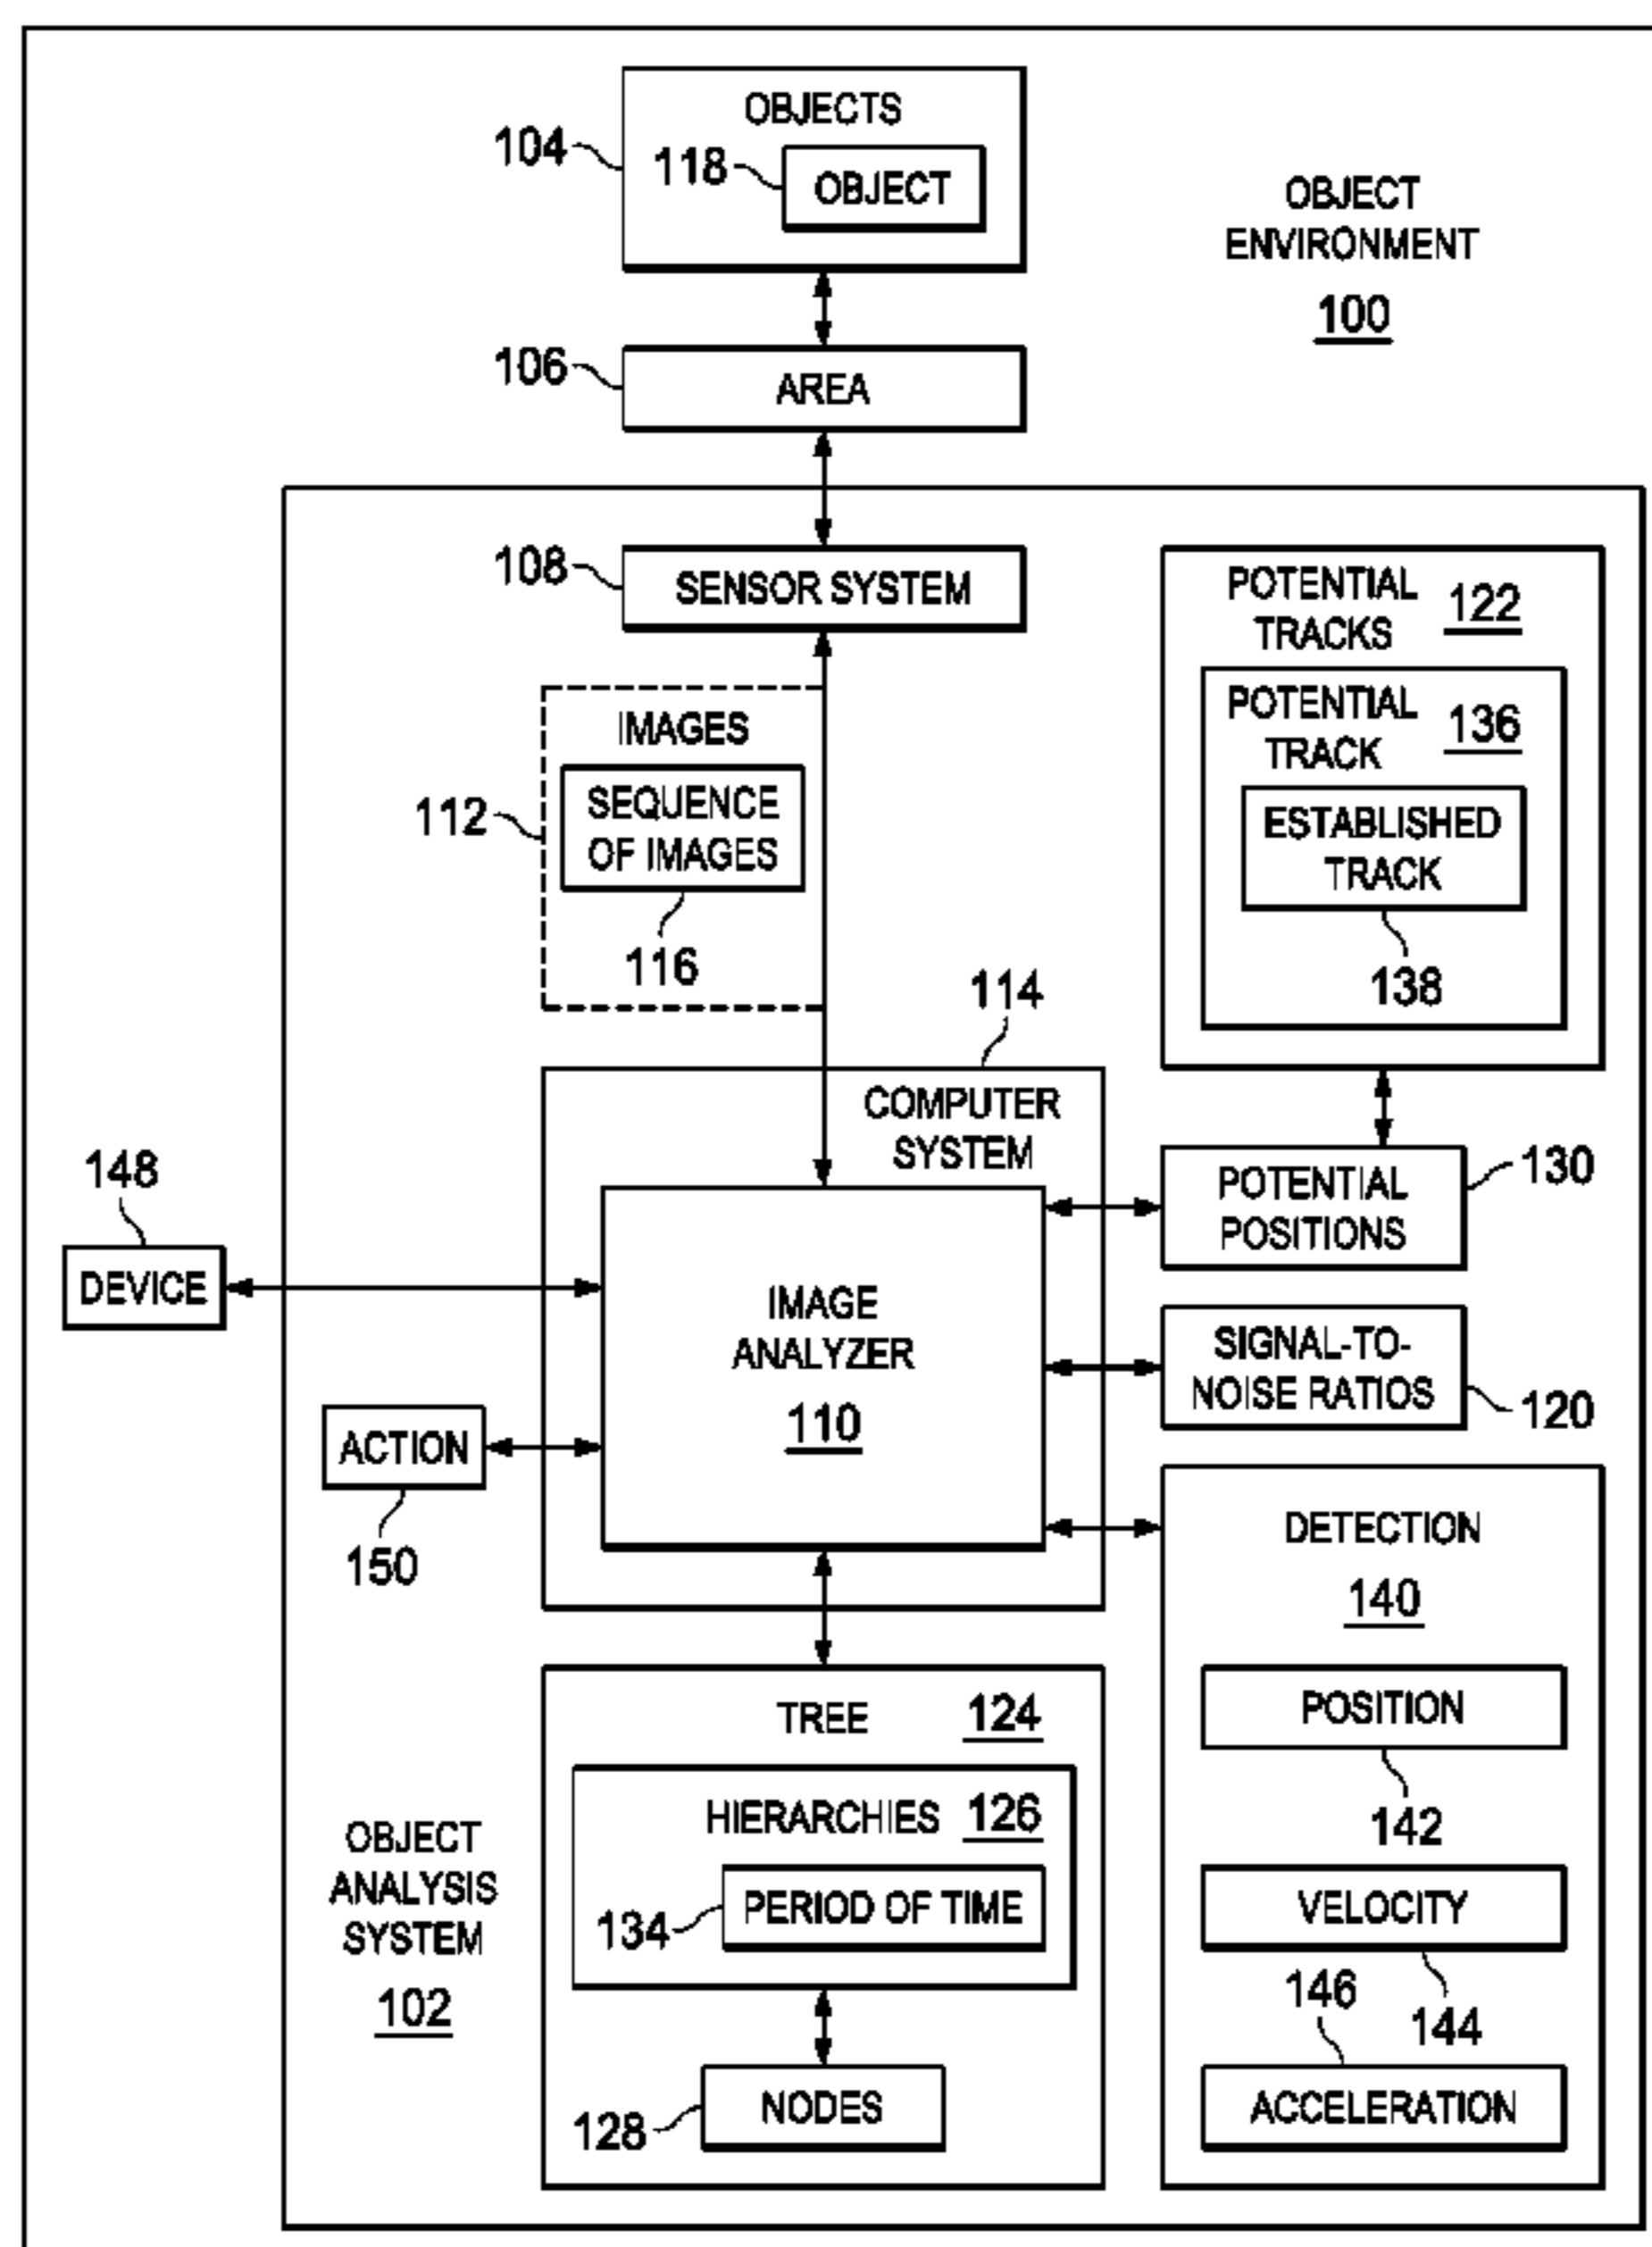 OBJECTS
104
118
OBJECT
OBJECT
ENVIRONMENT
100
106
AREA
108
SENSOR SYSTEM
POTENTIAL
TRACKS
122
POTENTIAL
TRACK
136
ESTABLISHED
TRACK
138
IMAGES
SEQUENCE
OF IMAGES
112
116
114
COMPUTER
SYSTEM
148
DEVICE
IMAGE
ANALYZER
110
POTENTIAL
POSITIONS
130
SIGNAL-TO-
NOISE RATIOS
120
ACTION
150
DETECTION
140
POSITION
142
VELOCITY
144
146
ACCELERATION
TREE
124
HIERARCHIES
126
134
PERIOD OF TIME
128
NODES
OBJECT
ANALYSIS
SYSTEM
102